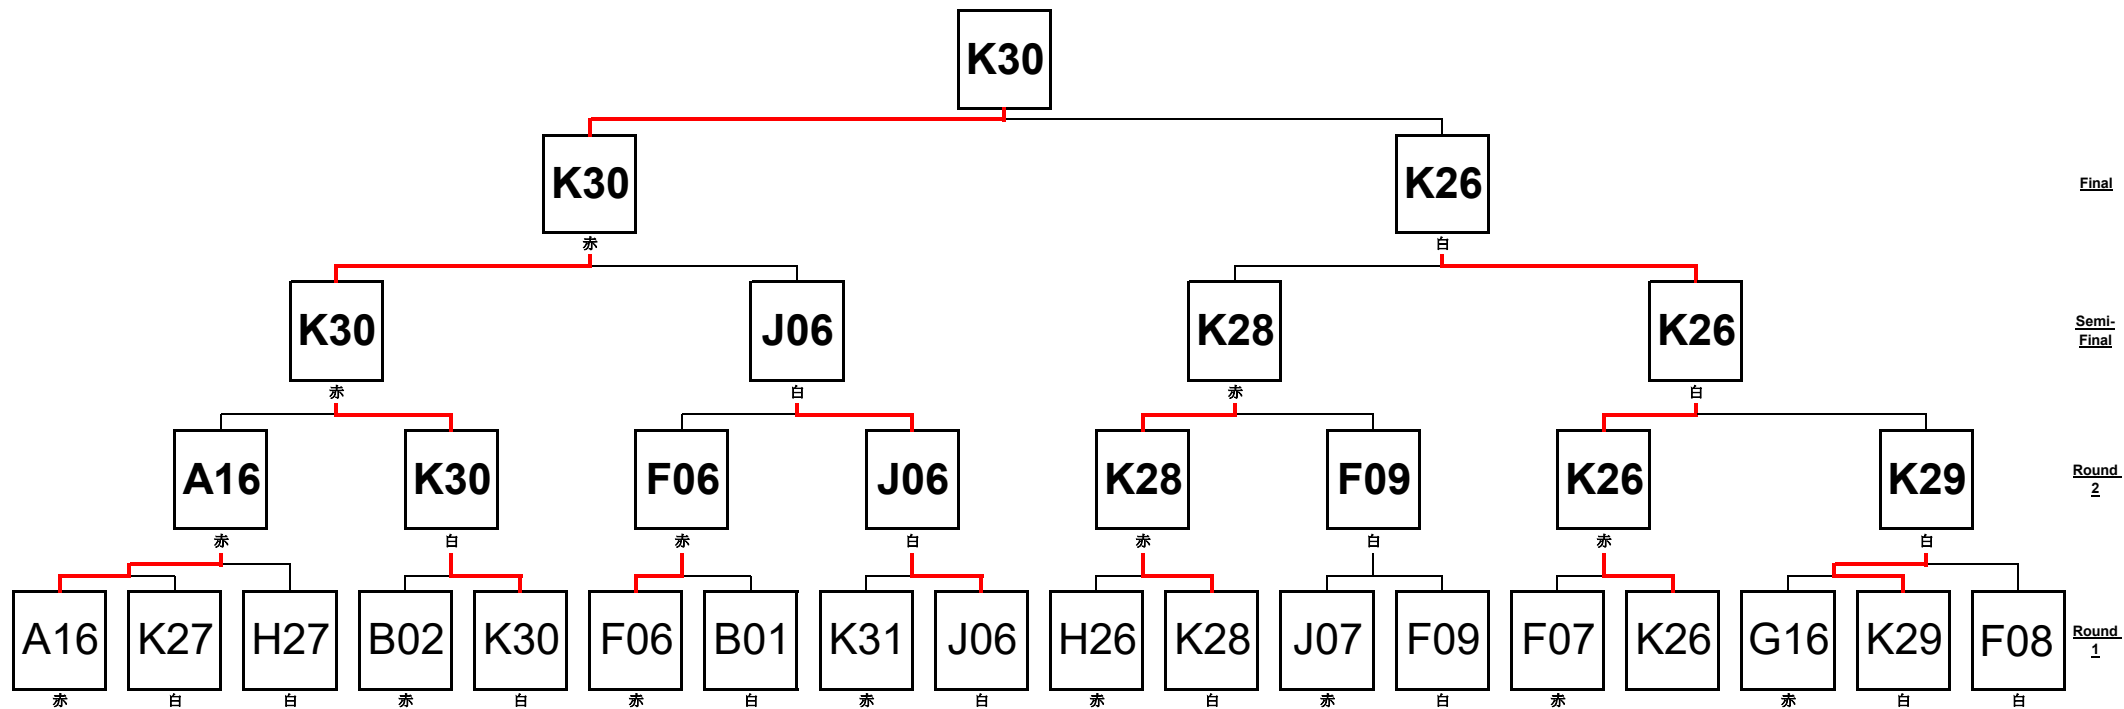 K30
K30 K26 Final
赤 白
K30 J06 K28 K26 Semi-
Final
赤 白 赤 白
A16 K30 F06 J06 K28 F09 K26 K29 Round
2
赤 白 赤 白 赤 白 赤 白
A16 K27 H27 B02 K30 F06 B01 K31 J06 H26 K28 J07 F09 F07 K26 G16 K29 F08 Round
1
赤 白 白 赤 白 赤 白 赤 白 赤 白 赤 白 赤 赤 白 白